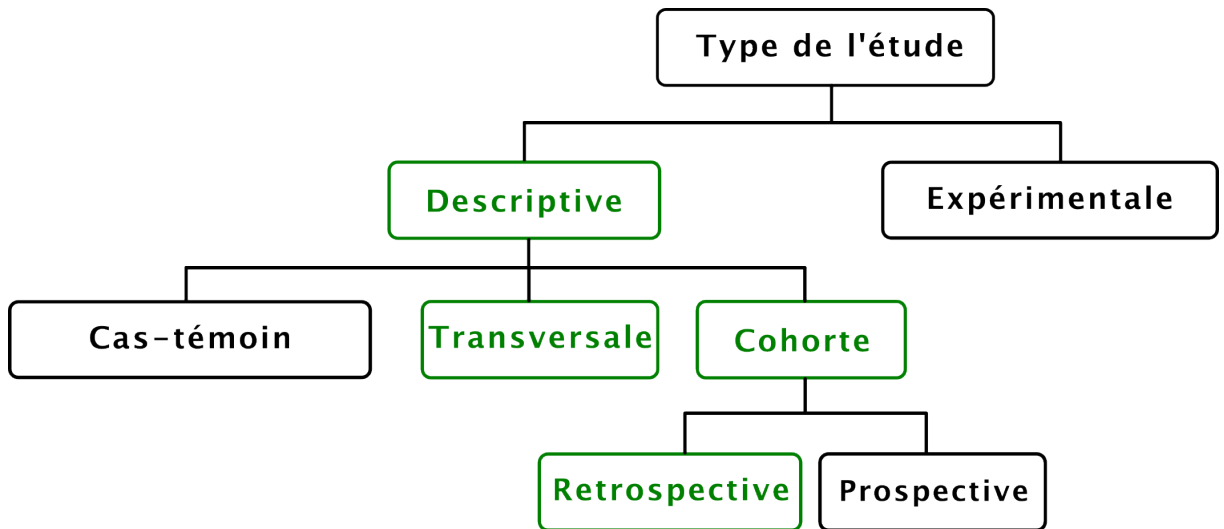 Type de l'étude
Descriptive
Expérimentale
Cas-témoin
Transversale
Cohorte
Retrospective
Prospective